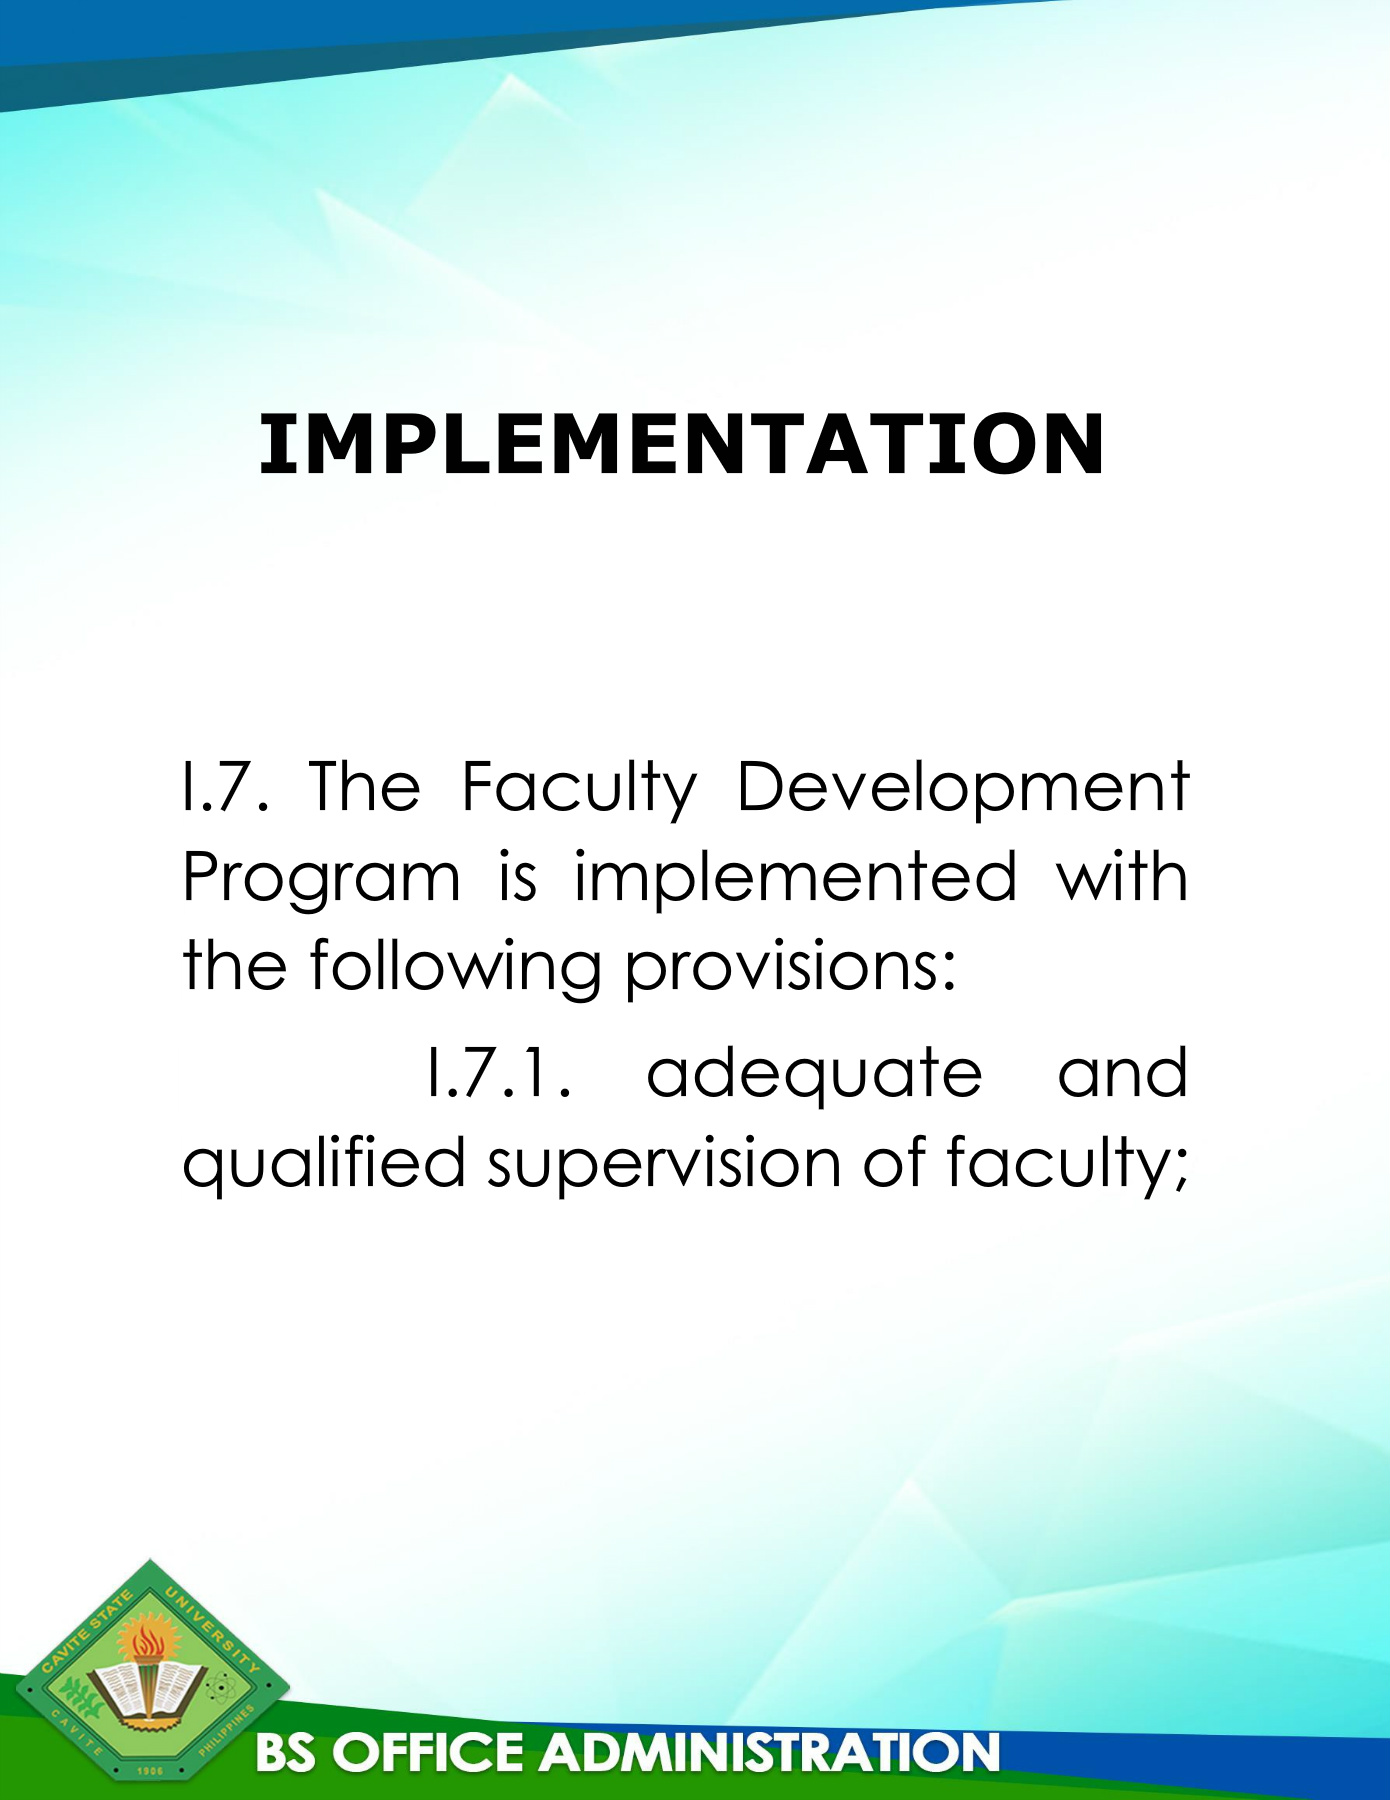 IMPLEMENTATION
I.7. The Faculty Development
Program is implemented with
the following provisions:
I.7.1. adequate and
qualified supervision of faculty;
CAVITE STATE UNIVERSITY
CAVITE PHILIPPINES
1906
BS OFFICE ADMINISTRATION